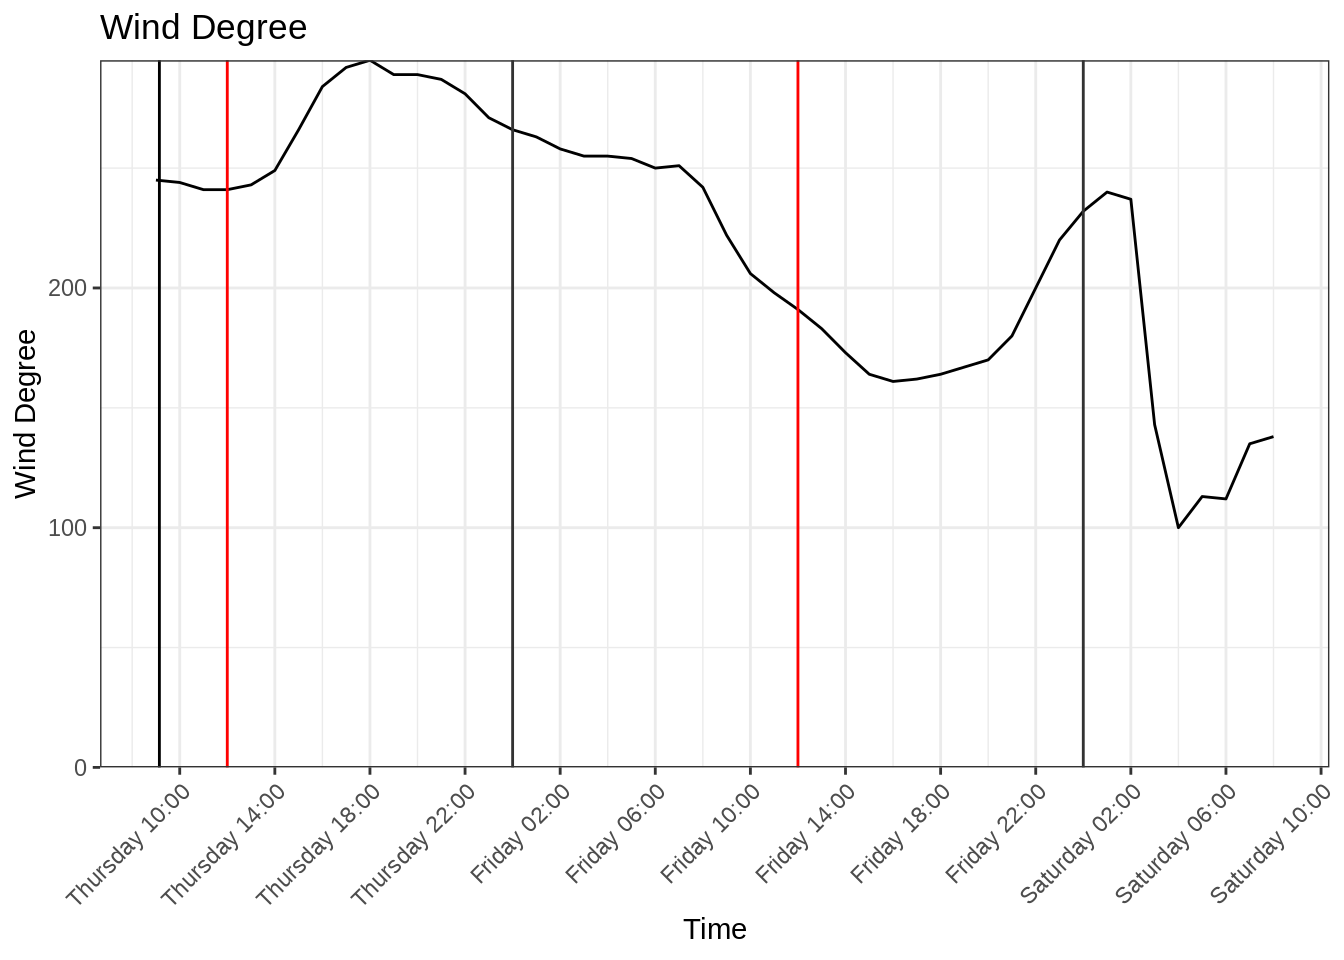 Wind Degree
Wind Degree
200
100
0
Thursday 10:00
Thursday 14:00
Thursday 18:00
Thursday 22:00
Friday 02:00
Friday 06:00
Friday 10:00
Friday 14:00
Friday 18:00
Friday 22:00
Saturday 02:00
Saturday 06:00
Saturday 10:00
Time